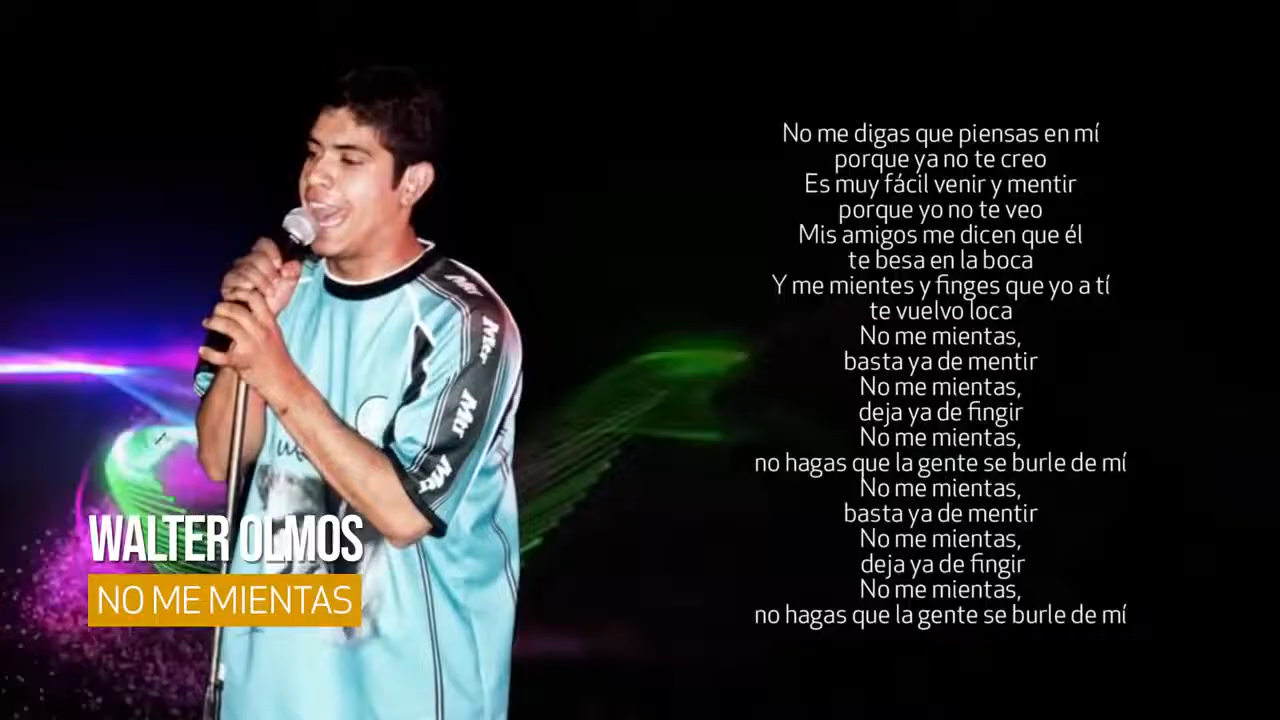 No me digas que piensas en mí
porque ya no te creo
Es muy fácil venir y mentir
porque yo no te veo
Mis amigos me dicen que él
te besa en la boca
Y me mientes y finges que yo a tí
te vuelvo loca
No me mientas,
basta ya de mentir
No me mientas,
deja ya de fingir
No me mientas,
no hagas que la gente se burle de mí
No me mientas,
basta ya de mentir
No me mientas,
deja ya de fingir
No me mientas,
no hagas que la gente se burle de mí
Mtr
Mter
Mtr
Mtr
WALTER OLMOS
NO ME MIENTAS